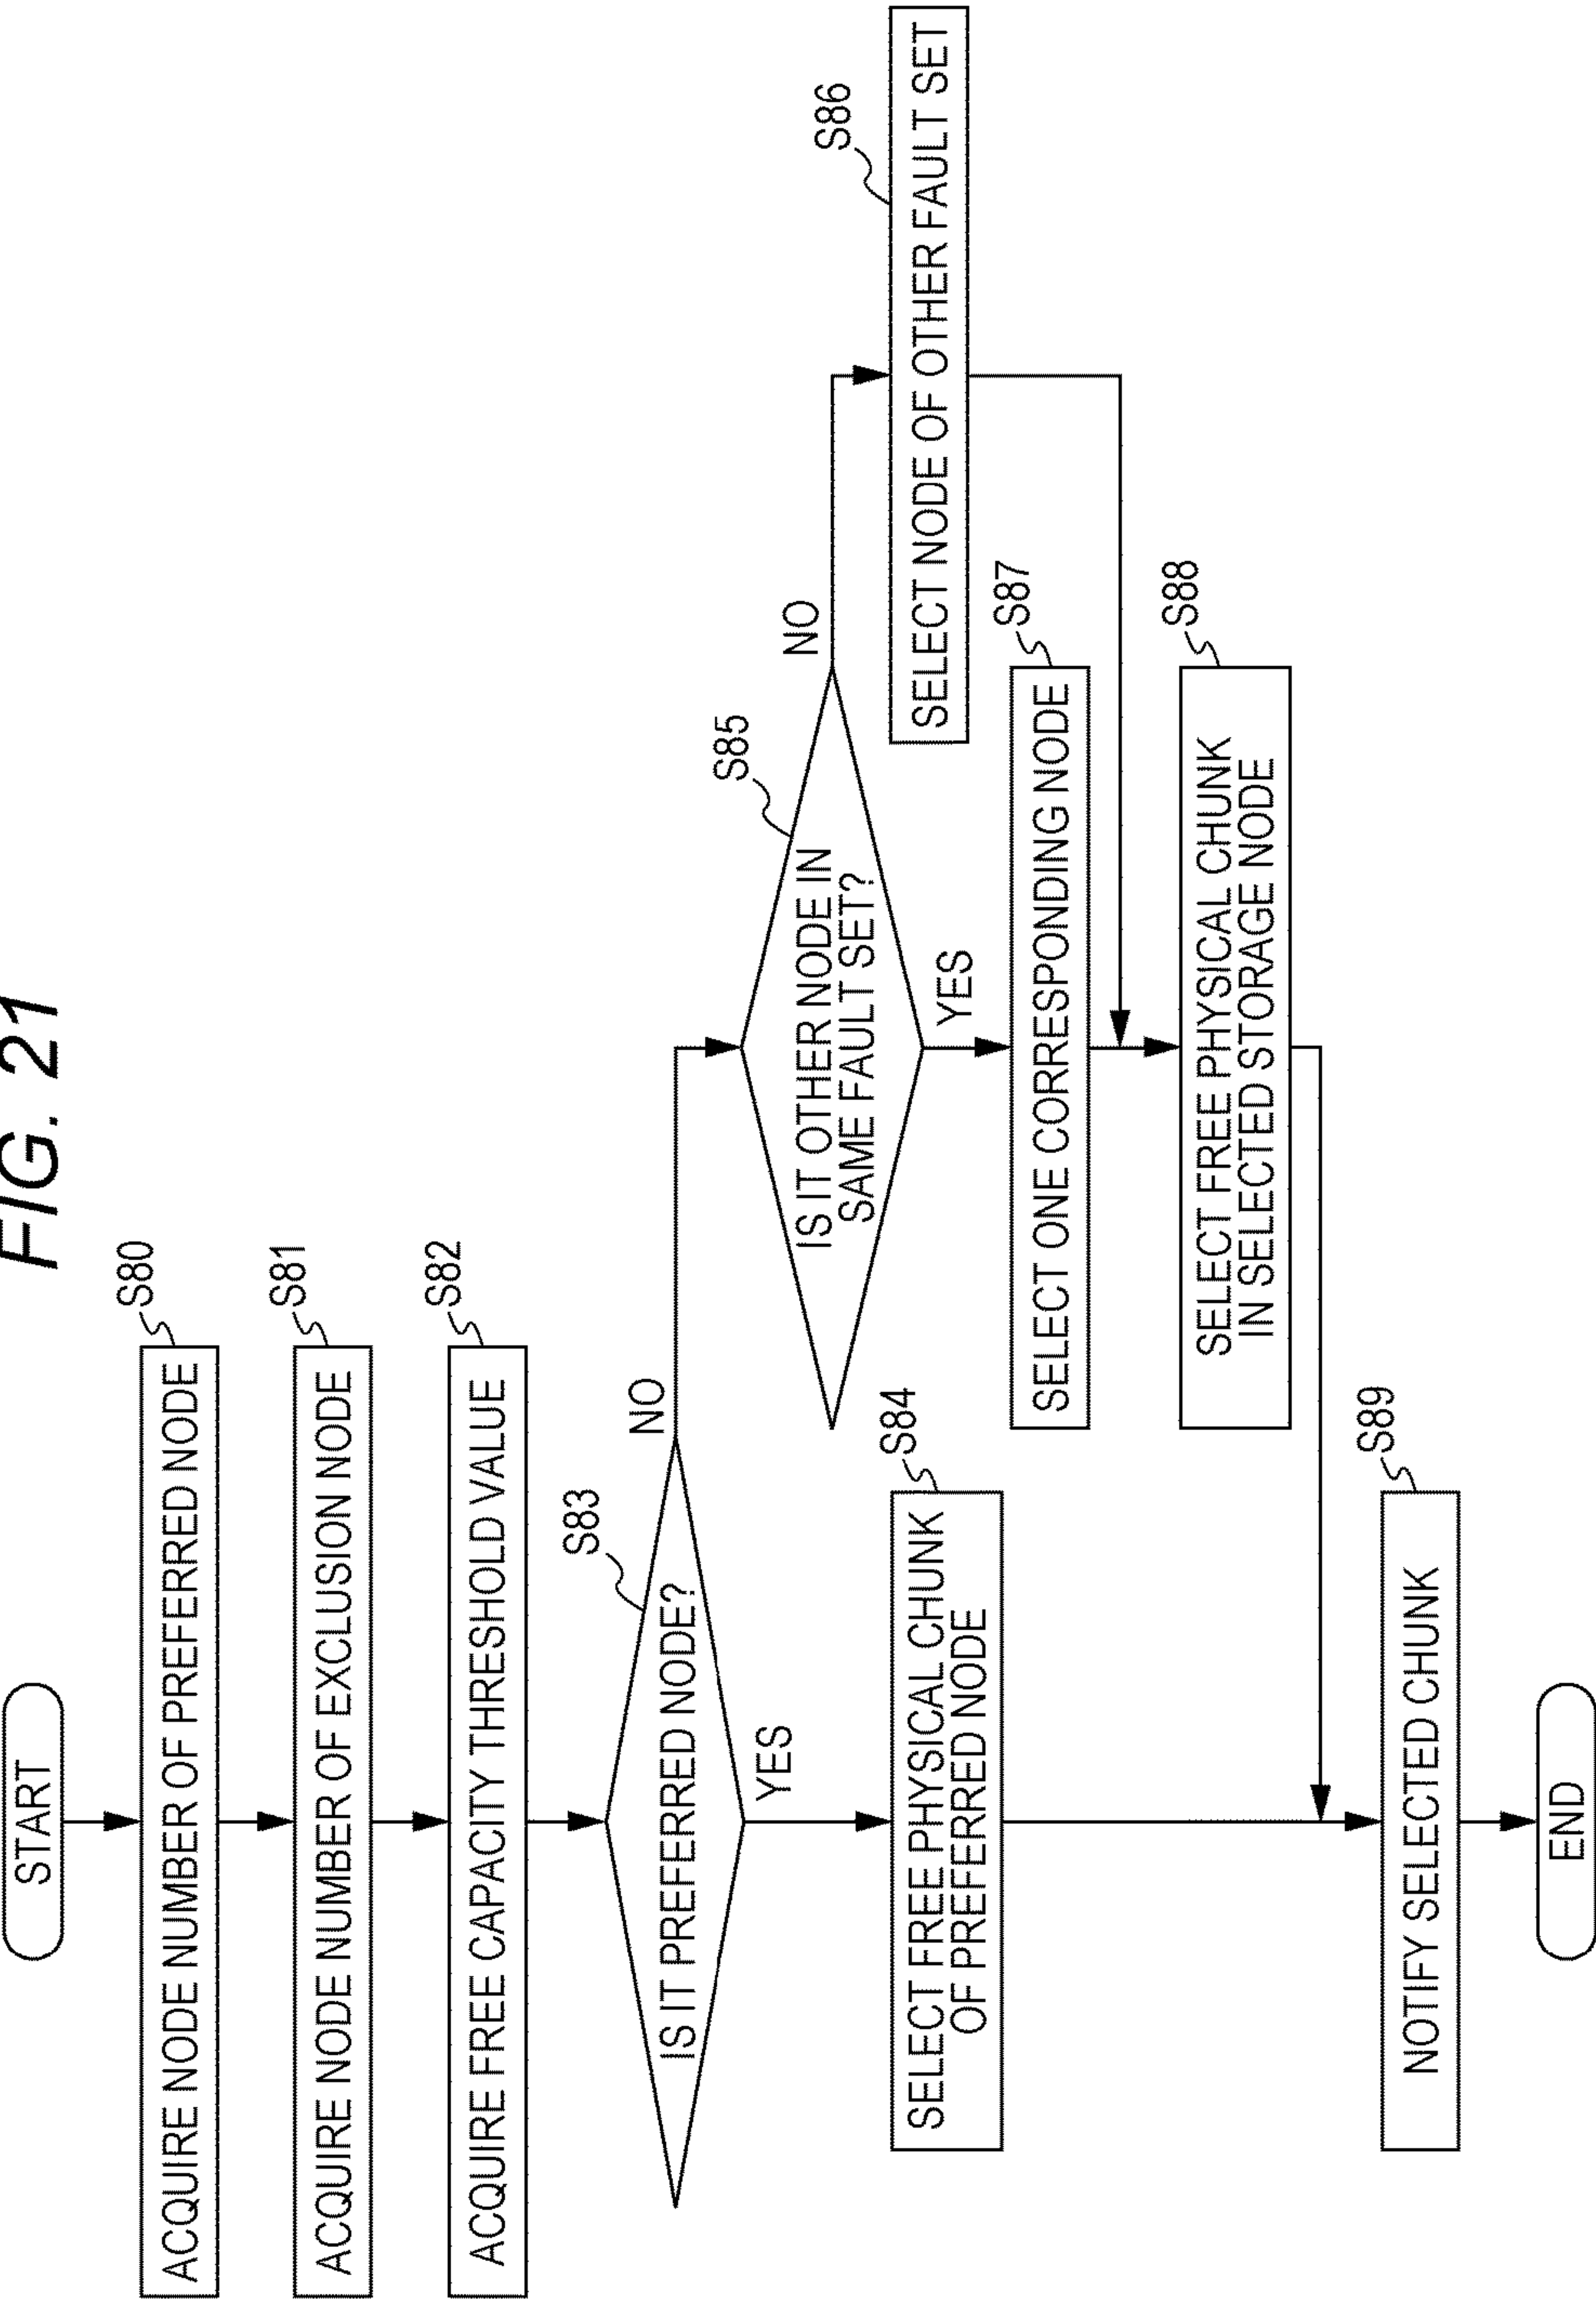 FIG. 21
START
S80
ACQUIRE NODE NUMBER OF PREFERRED NODE
S81
ACQUIRE NODE NUMBER OF EXCLUSION NODE
S82
ACQUIRE FREE CAPACITY THRESHOLD VALUE
S83
IS IT PREFERRED NODE?
NO
YES
S84
SELECT FREE PHYSICAL CHUNK
OF PREFERRED NODE
S85
IS IT OTHER NODE IN
SAME FAULT SET?
NO
YES
S86
SELECT NODE OF OTHER FAULT SET
S87
SELECT ONE CORRESPONDING NODE
S88
SELECT FREE PHYSICAL CHUNK
IN SELECTED STORAGE NODE
S89
NOTIFY SELECTED CHUNK
END